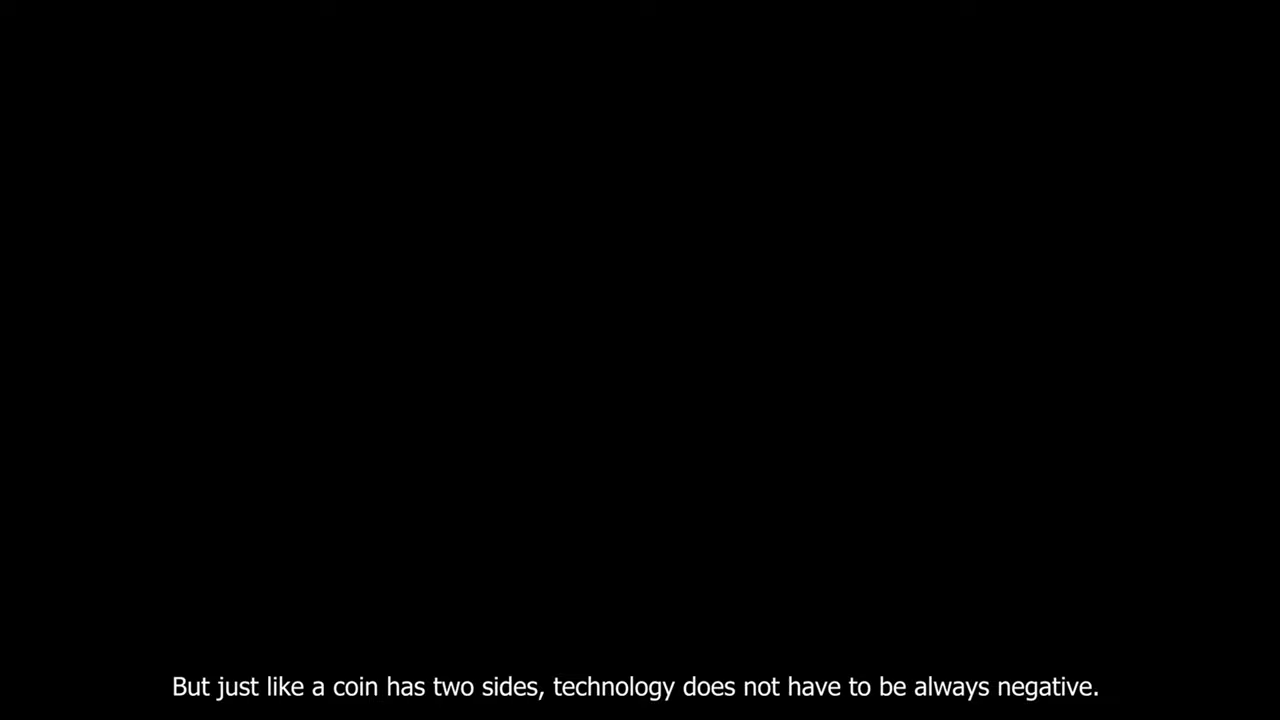 But just like a coin has two sides, technology does not have to be always negative.